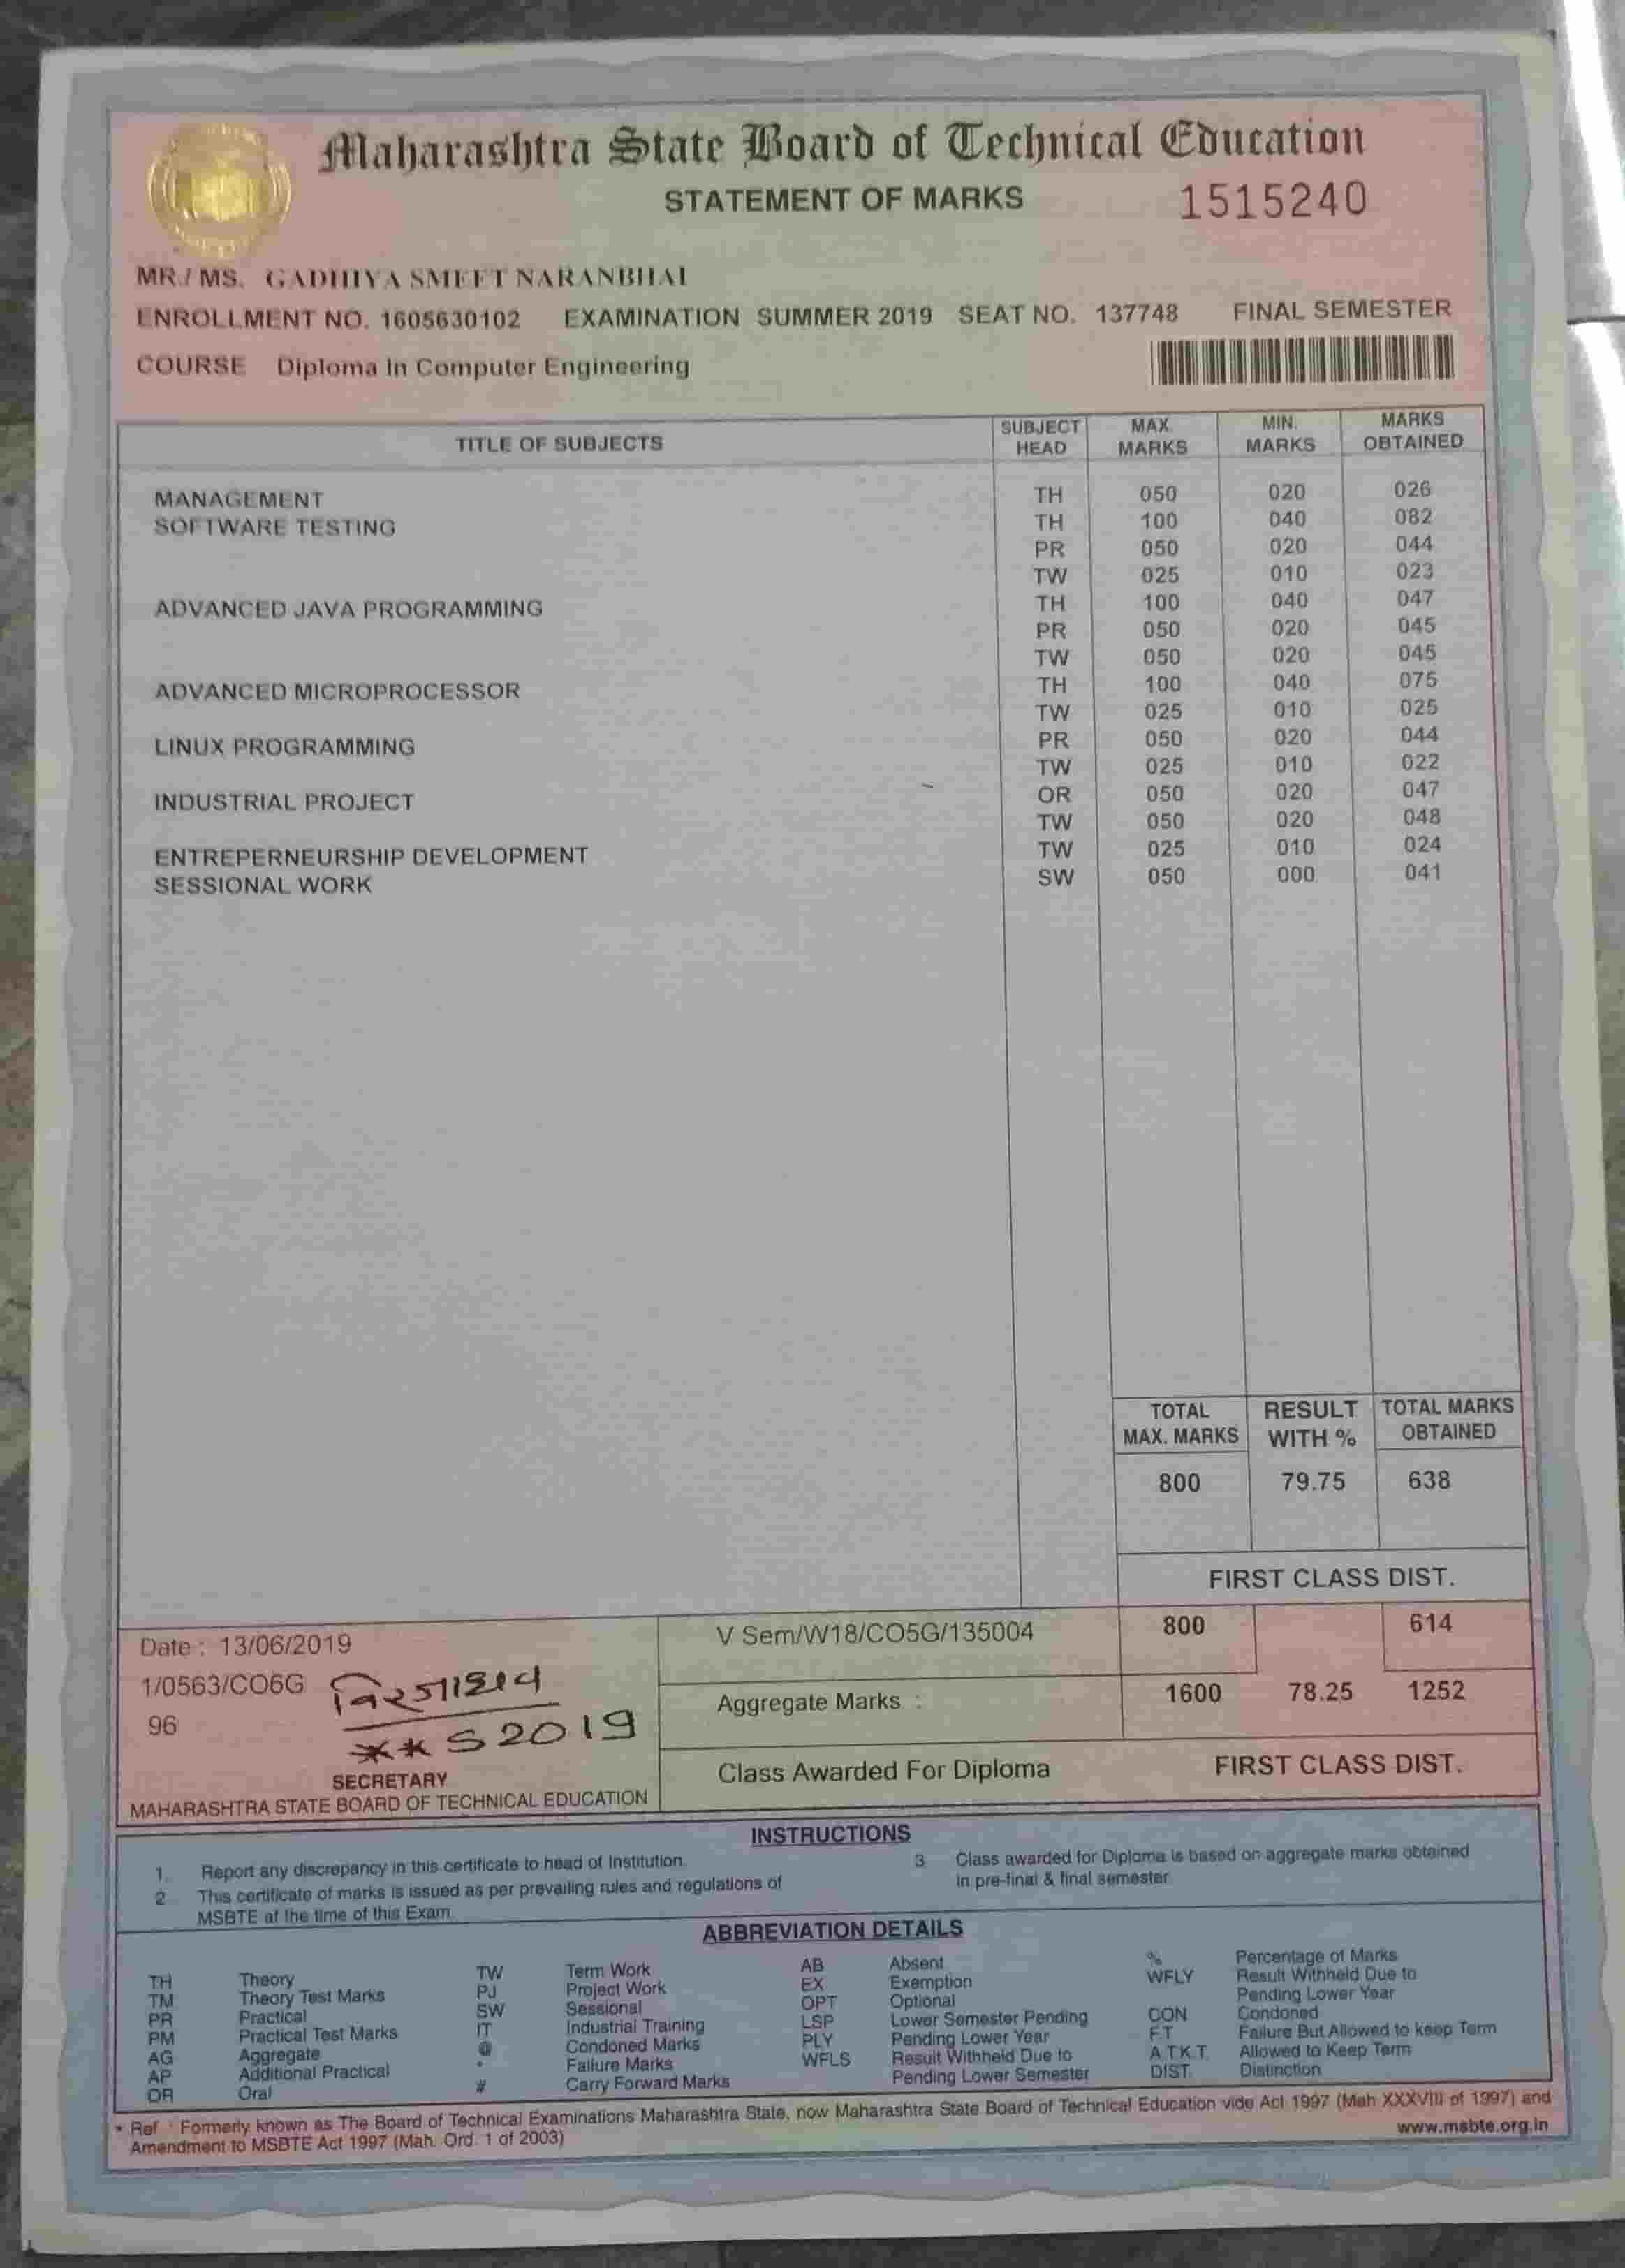 Maharashtra State Board of Technical Education
STATEMENT OF MARKS 1515240
MR./ MS. GADHIYA SMEET NARANBHAI
ENROLLMENT NO. 1605630102 EXAMINATION SUMMER 2019 SEAT NO. 137748 FINAL SEMESTER
COURSE Diploma In Computer Engineering
TITLE OF SUBJECTS SUBJECT HEAD MAX. MARKS MIN. MARKS MARKS OBTAINED
MANAGEMENT TH 050 020 026
SOFTWARE TESTING TH 100 040 082
PR 050 020 044
TW 025 010 023
ADVANCED JAVA PROGRAMMING TH 100 040 047
PR 050 020 045
TW 050 020 045
ADVANCED MICROPROCESSOR TH 100 040 075
TW 025 010 025
LINUX PROGRAMMING PR 050 020 044
TW 025 010 022
INDUSTRIAL PROJECT OR 050 020 047
TW 050 020 048
ENTREPERNEURSHIP DEVELOPMENT TW 025 010 024
SESSIONAL WORK SW 050 000 041
TOTAL MAX. MARKS RESULT WITH % TOTAL MARKS OBTAINED
800 79.75 638
FIRST CLASS DIST.
V Sem/W18/CO5G/135004 800 614
Aggregate Marks : 1600 78.25 1252
Class Awarded For Diploma FIRST CLASS DIST.
Date : 13/06/2019
1/0563/CO6G
96
S2019
SECRETARY
MAHARASHTRA STATE BOARD OF TECHNICAL EDUCATION
INSTRUCTIONS
1. Report any discrepancy in this certificate to head of Institution.
2 This certificate of marks is issued as per prevailing rules and regulations of
MSBTE at the time of this Exam.
3 Class awarded for Diploma is based on aggregate marks obtained
in pre-final & final semester.
ABBREVIATION DETAILS
TH Theory
TM Theory Test Marks
PR Practical
PM Practical Test Marks
AG Aggregate
AP Additional Practical
OR Oral
TW Term Work
PJ Project Work
SW Sessional
IT Industrial Training
@ Condoned Marks
* Failure Marks
# Carry Forward Marks
AB Absent
EX Exemption
OPT Optional
LSP Lower Semester Pending
PLY Pending Lower Year
WFLS Result Withheld Due to
Pending Lower Semester
% Percentage of Marks
WFLY Result Withheld Due to
Pending Lower Year
CON Condoned
F.T. Failure But Allowed to keep Term
A.T.K.T. Allowed to Keep Term
DIST. Distinction
* Ref : Formerly known as The Board of Technical Examinations Maharashtra State, now Maharashtra State Board of Technical Education vide Act 1997 (Mah XXXVIII of 1997) and
Amendment to MSBTE Act 1997 (Mah. Ord. 1 of 2003)
www.msbte.org.in